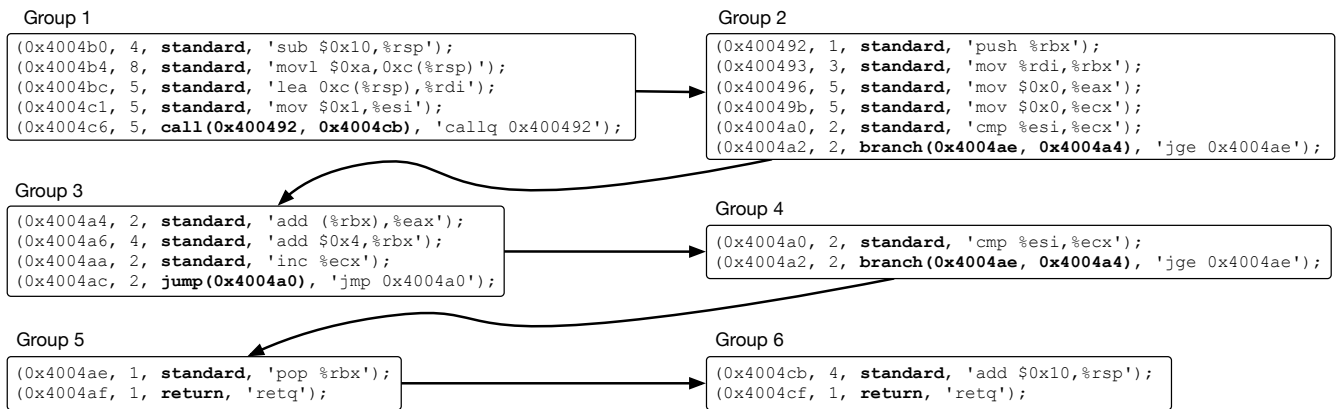 Group 1
(0x4004b0, 4, standard, 'sub $0x10,%rsp');
(0x4004b4, 8, standard, 'movl $0xa,0xc(%rsp)');
(0x4004bc, 5, standard, 'lea 0xc(%rsp),%rdi');
(0x4004c1, 5, standard, 'mov $0x1,%esi');
(0x4004c6, 5, call(0x400492, 0x4004cb), 'callq 0x400492');
Group 2
(0x400492, 1, standard, 'push %rbx');
(0x400493, 3, standard, 'mov %rdi,%rbx');
(0x400496, 5, standard, 'mov $0x0,%eax');
(0x40049b, 5, standard, 'mov $0x0,%ecx');
(0x4004a0, 2, standard, 'cmp %esi,%ecx');
(0x4004a2, 2, branch(0x4004ae, 0x4004a4), 'jge 0x4004ae');
Group 3
(0x4004a4, 2, standard, 'add (%rbx),%eax');
(0x4004a6, 4, standard, 'add $0x4,%rbx');
(0x4004aa, 2, standard, 'inc %ecx');
(0x4004ac, 2, jump(0x4004a0), 'jmp 0x4004a0');
Group 4
(0x4004a0, 2, standard, 'cmp %esi,%ecx');
(0x4004a2, 2, branch(0x4004ae, 0x4004a4), 'jge 0x4004ae');
Group 5
(0x4004ae, 1, standard, 'pop %rbx');
(0x4004af, 1, return, 'retq');
Group 6
(0x4004cb, 4, standard, 'add $0x10,%rsp');
(0x4004cf, 1, return, 'retq');